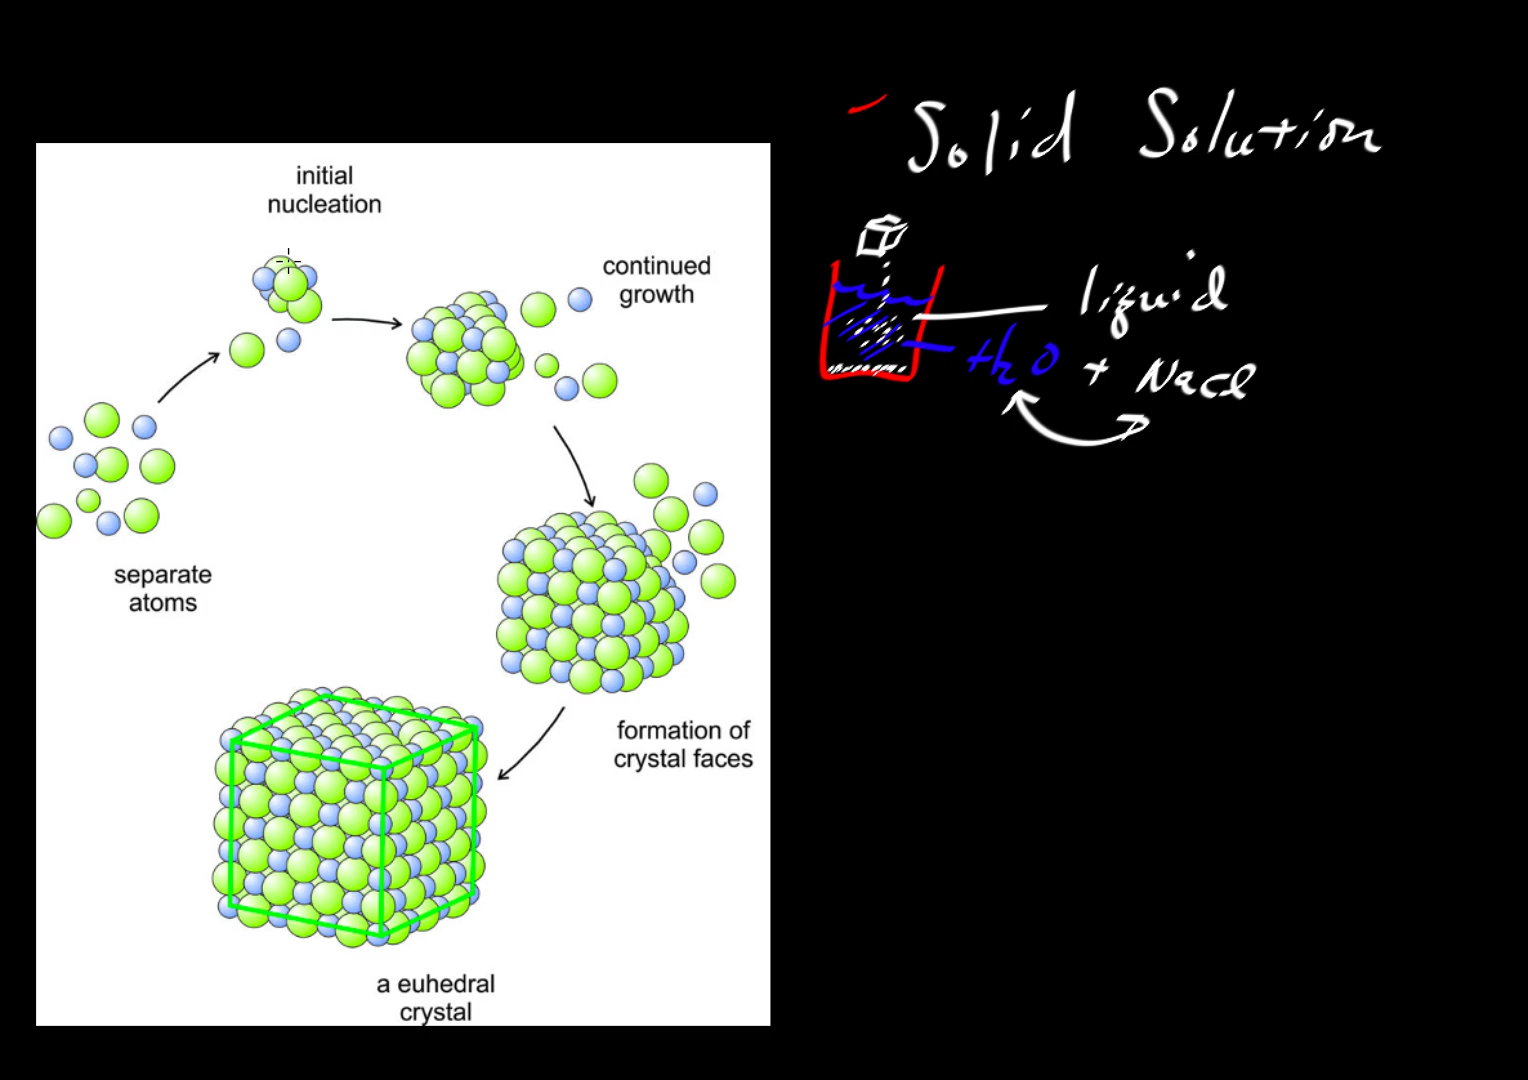 initial
nucleation
continued
growth
separate
atoms
formation of
crystal faces
a euhedral
crystal
- Solid Solution
liquid
H2O + NaCl